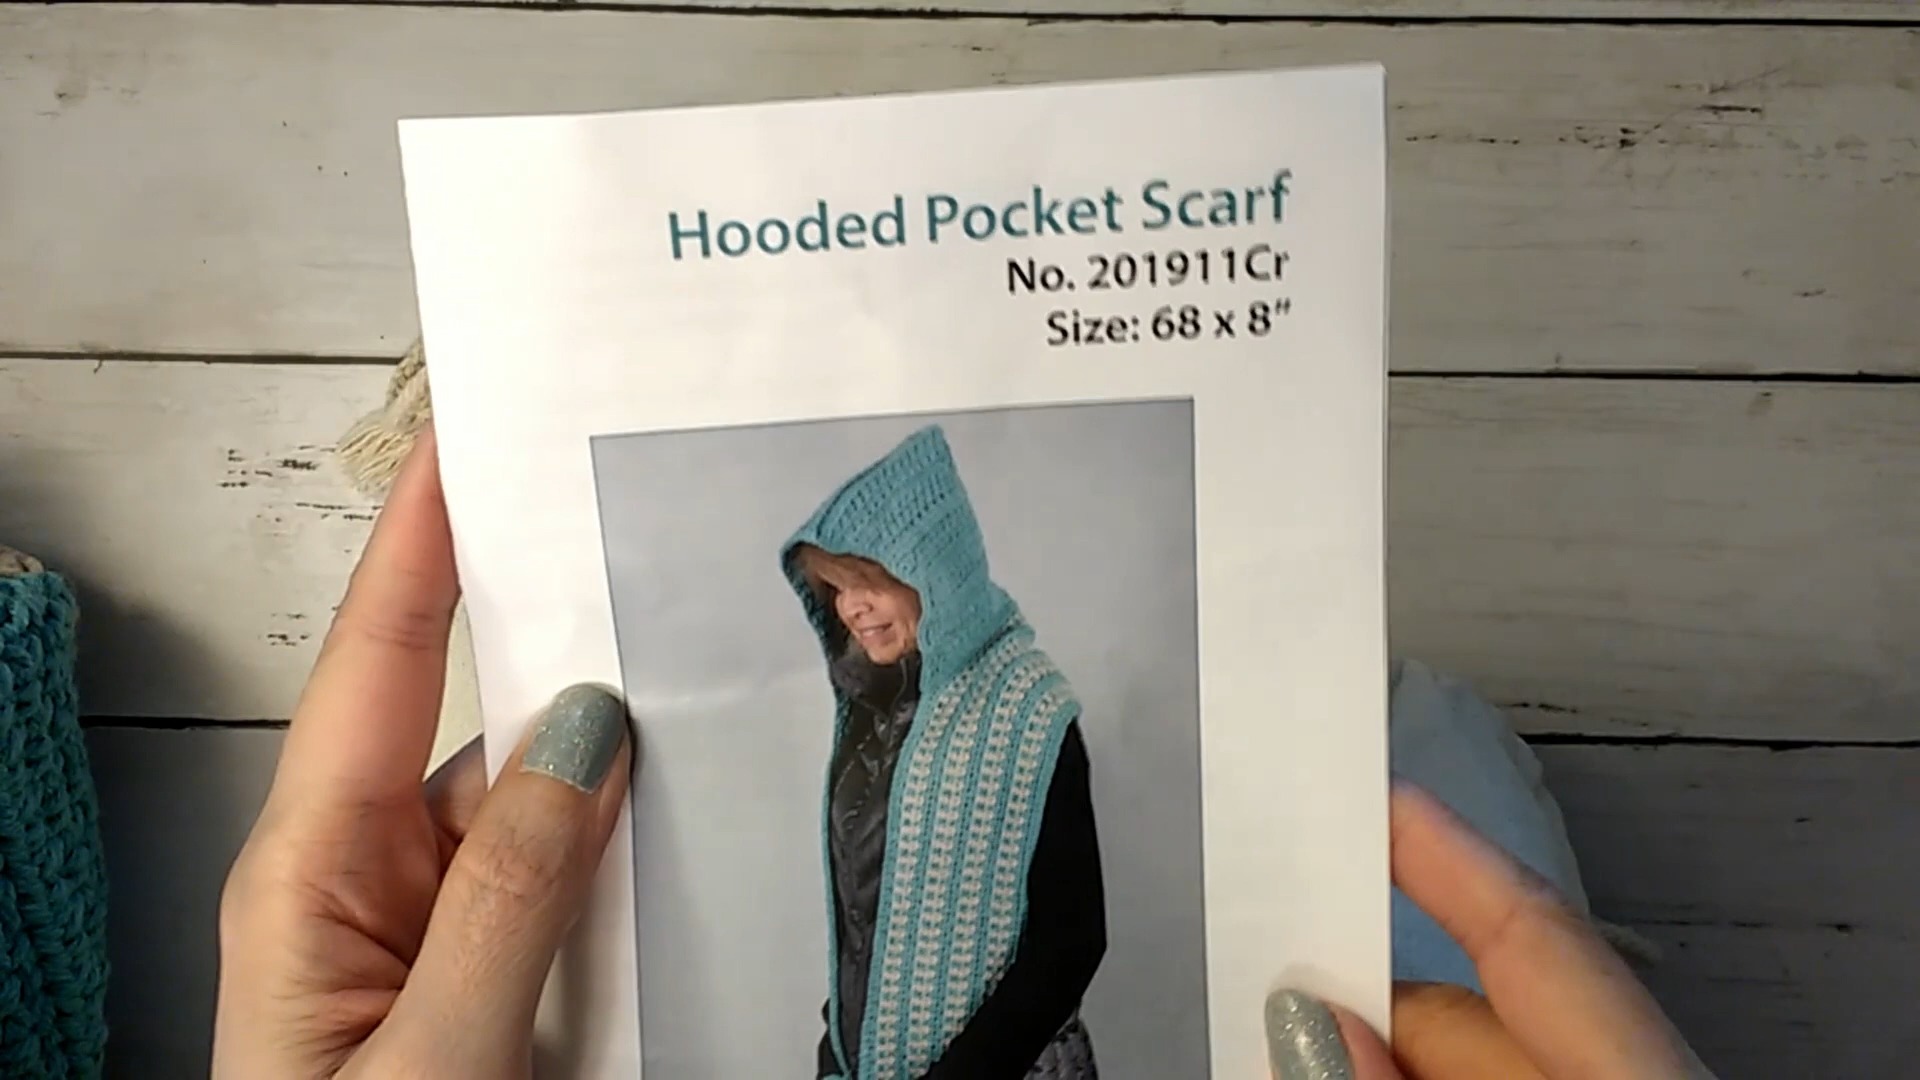 Hooded Pocket Scarf
No. 201911Cr
Size: 68 x 8"